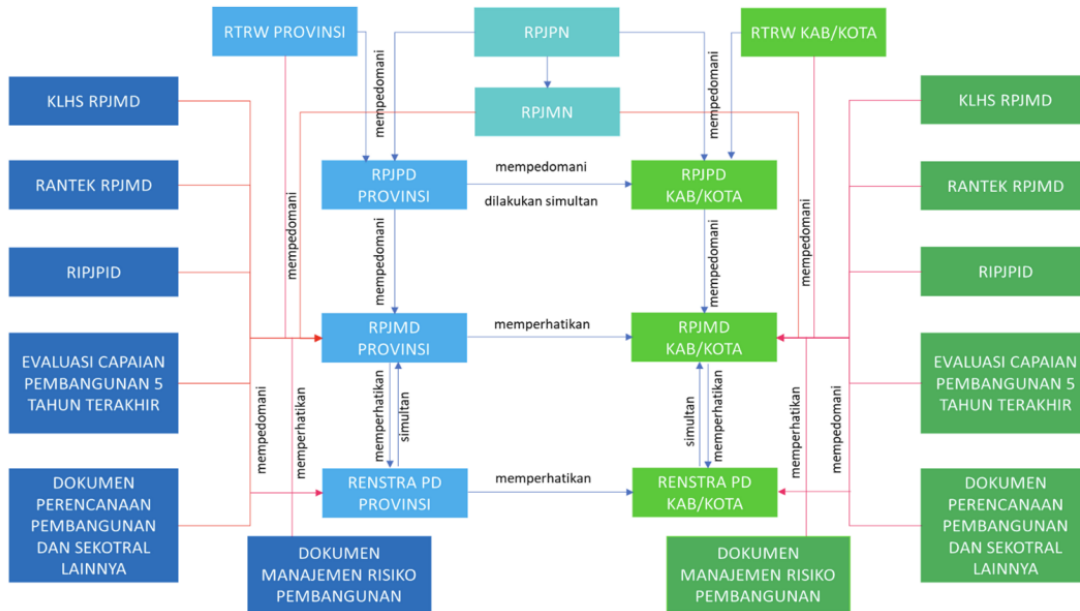 RTRW PROVINSI
RPJPN
RTRW KAB/KOTA
KLHS RPJMD
RPJMN
KLHS RPJMD
mempedomani
mempedomani
RANTEK RPJMD
RPJPD
PROVINSI
mempedomani
dilakukan simultan
RPJPD
KAB/KOTA
RANTEK RPJMD
mempedomani
mempedomani
mempedomani
mempedomani
RIPJPID
RIPJPID
RPJMD
PROVINSI
memperhatikan
RPJMD
KAB/KOTA
EVALUASI CAPAIAN
PEMBANGUNAN 5
TAHUN TERAKHIR
EVALUASI CAPAIAN
PEMBANGUNAN 5
TAHUN TERAKHIR
mempedomani
memperhatikan
memperhatikan
simultan
simultan
memperhatikan
memperhatikan
mempedomani
DOKUMEN
PERENCANAAN
PEMBANGUNAN
DAN SEKOTRAL
LAINNYA
RENSTRA PD
PROVINSI
memperhatikan
RENSTRA PD
KAB/KOTA
DOKUMEN
PERENCANAAN
PEMBANGUNAN
DAN SEKOTRAL
LAINNYA
DOKUMEN
MANAJEMEN RISIKO
PEMBANGUNAN
DOKUMEN
MANAJEMEN RISIKO
PEMBANGUNAN